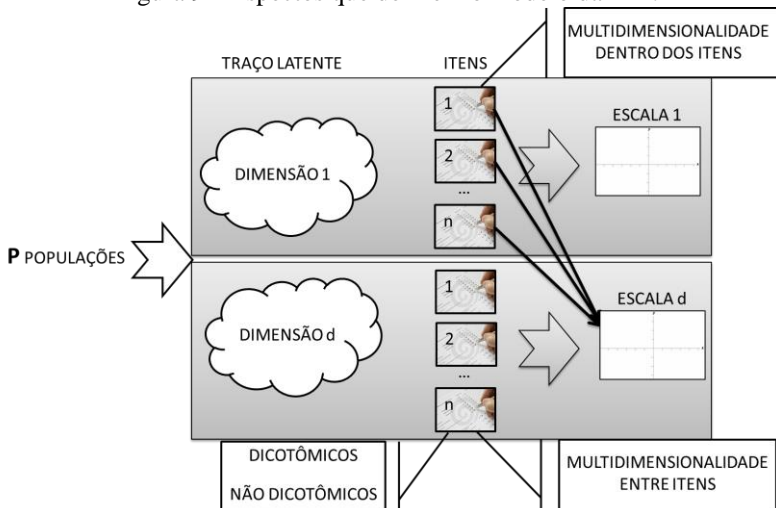 MULTIDIMENSIONALIDADE
DENTRO DOS ITENS
TRAÇO LATENTE
ITENS
DIMENSÃO 1
1
2
...
n
ESCALA 1
P POPULAÇÕES
DIMENSÃO d
1
2
...
n
ESCALA d
DICOTÔMICOS
NÃO DICOTÔMICOS
MULTIDIMENSIONALIDADE
ENTRE ITENS